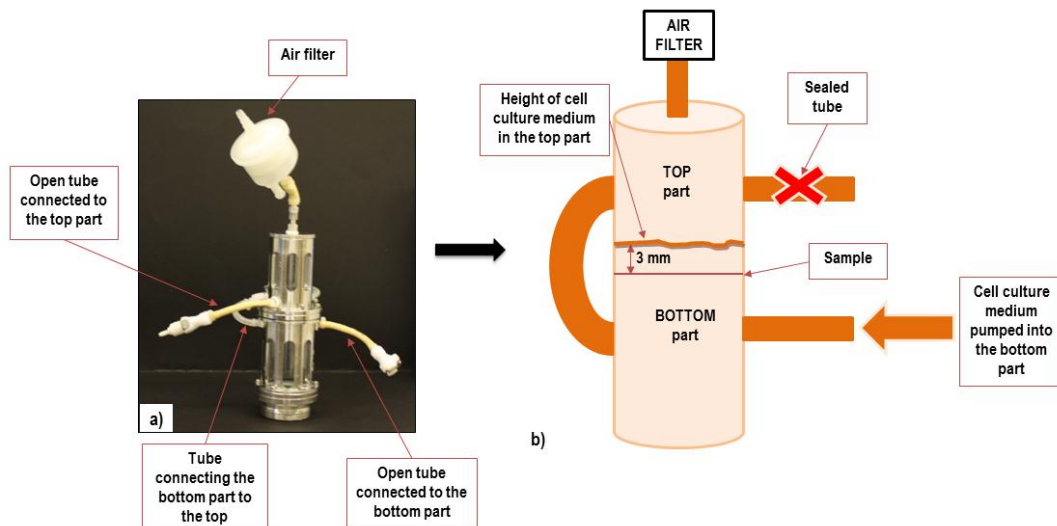 Air filter
Open tube
connected to
the top part
a)
Tube
connecting the
bottom part to
the top
Open tube
connected to the
bottom part
AIR
FILTER
Height of cell
culture medium
in the top part
Sealed
tube
TOP
part
3 mm
Sample
BOTTOM
part
Cell culture
medium
pumped into
the bottom
part
b)